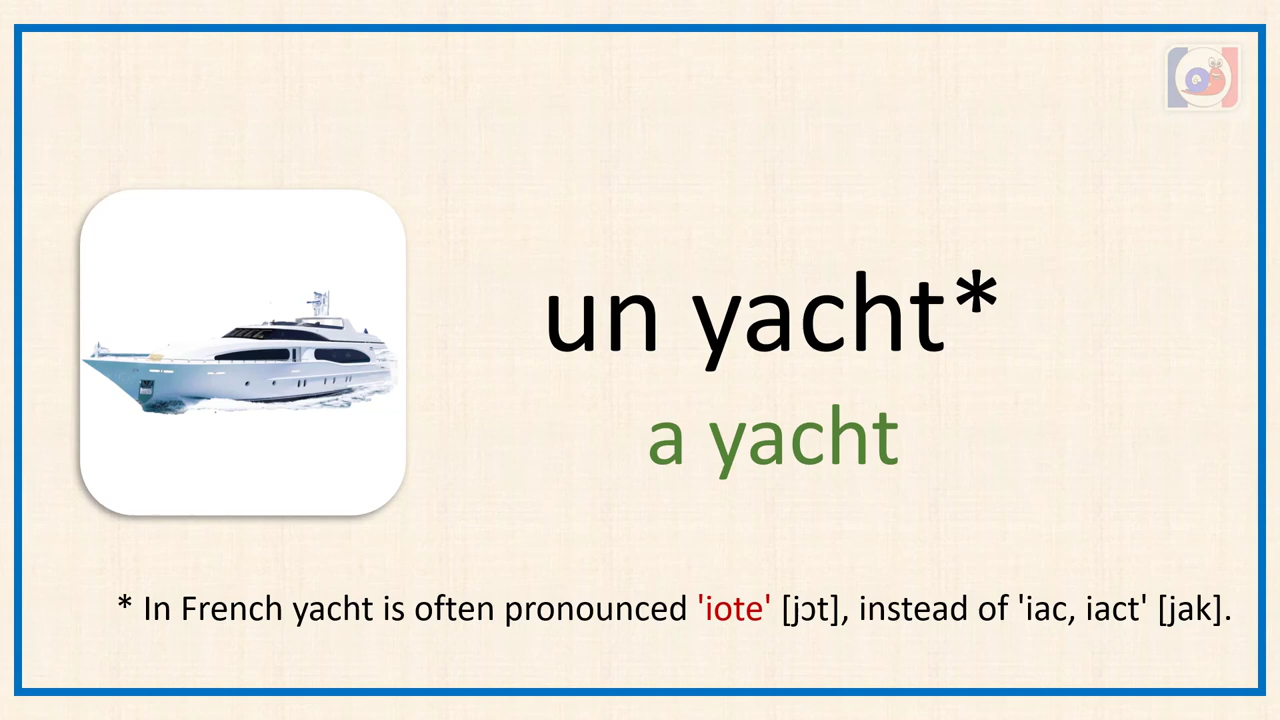 un yacht*
a yacht
* In French yacht is often pronounced 'iote' [jɔt], instead of 'iac, iact' [jak].